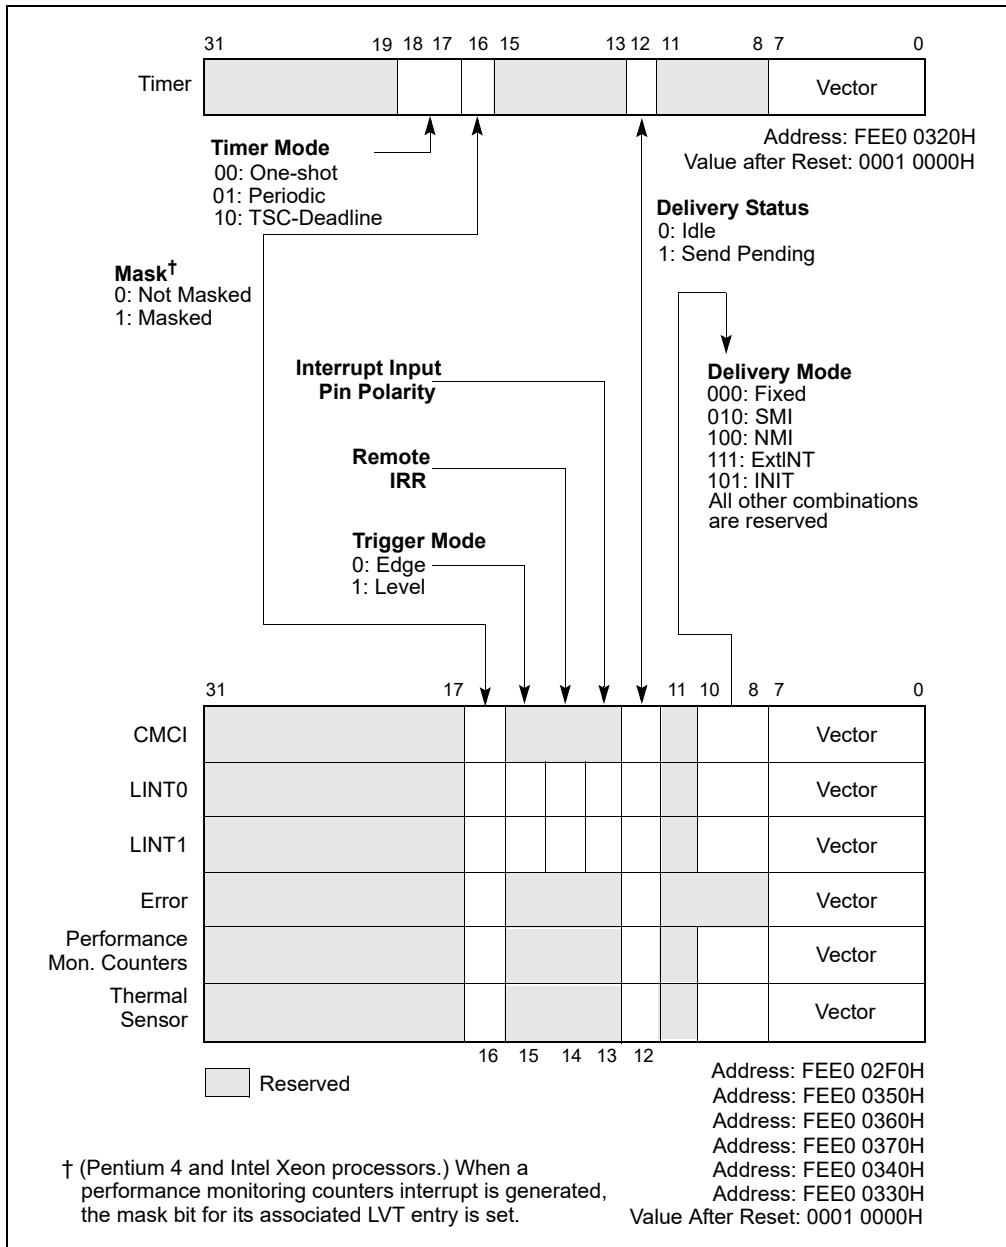 31 19 18 17 16 15 13 12 11 8 7 0
Timer Vector
Address: FEE0 0320H
Value after Reset: 0001 0000H
Timer Mode
00: One-shot
01: Periodic
10: TSC-Deadline
Delivery Status
0: Idle
1: Send Pending
Mask†
0: Not Masked
1: Masked
Interrupt Input
Pin Polarity
Delivery Mode
000: Fixed
010: SMI
100: NMI
111: ExtlNT
101: INIT
All other combinations
are reserved
Remote
IRR
Trigger Mode
0: Edge
1: Level
31 17 11 10 8 7 0
CMCI Vector
LINT0 Vector
LINT1 Vector
Error Vector
Performance
Mon. Counters Vector
Thermal
Sensor Vector
16 15 14 13 12
Reserved
Address: FEE0 02F0H
Address: FEE0 0350H
Address: FEE0 0360H
Address: FEE0 0370H
Address: FEE0 0340H
Address: FEE0 0330H
Value After Reset: 0001 0000H
† (Pentium 4 and Intel Xeon processors.) When a
performance monitoring counters interrupt is generated,
the mask bit for its associated LVT entry is set.